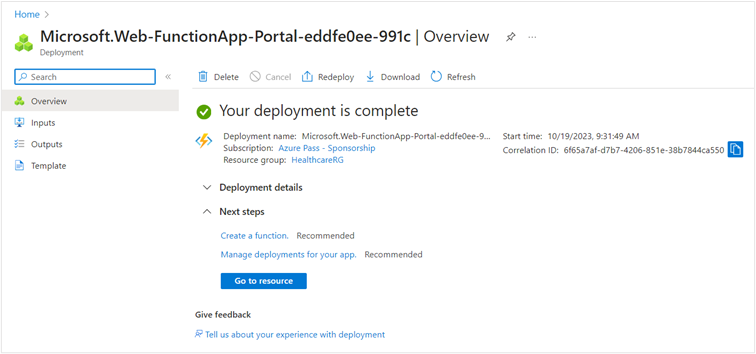 Home
Microsoft.Web-FunctionApp-Portal-eddfe0ee-991c | Overview
Deployment
Search
Delete
Cancel
Redeploy
Download
Refresh
Overview
Inputs
Outputs
Template
Your deployment is complete
Deployment name: Microsoft.Web-FunctionApp-Portal-eddfe0ee-9...
Subscription: Azure Pass - Sponsorship
Resource group: HealthcareRG
Start time: 10/19/2023, 9:31:49 AM
Correlation ID: 6f65a7af-d7b7-4206-851e-38b7844ca550
Deployment details
Next steps
Create a function. Recommended
Manage deployments for your app. Recommended
Go to resource
Give feedback
Tell us about your experience with deployment